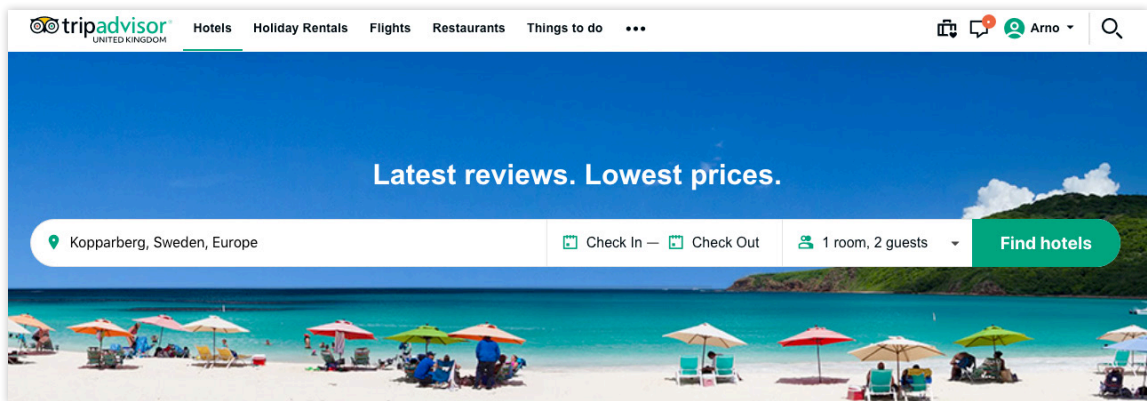 tripadvisor®
UNITED KINGDOM
Hotels Holiday Rentals Flights Restaurants Things to do •••
Arno
Latest reviews. Lowest prices.
Kopparberg, Sweden, Europe Check In — Check Out 1 room, 2 guests Find hotels